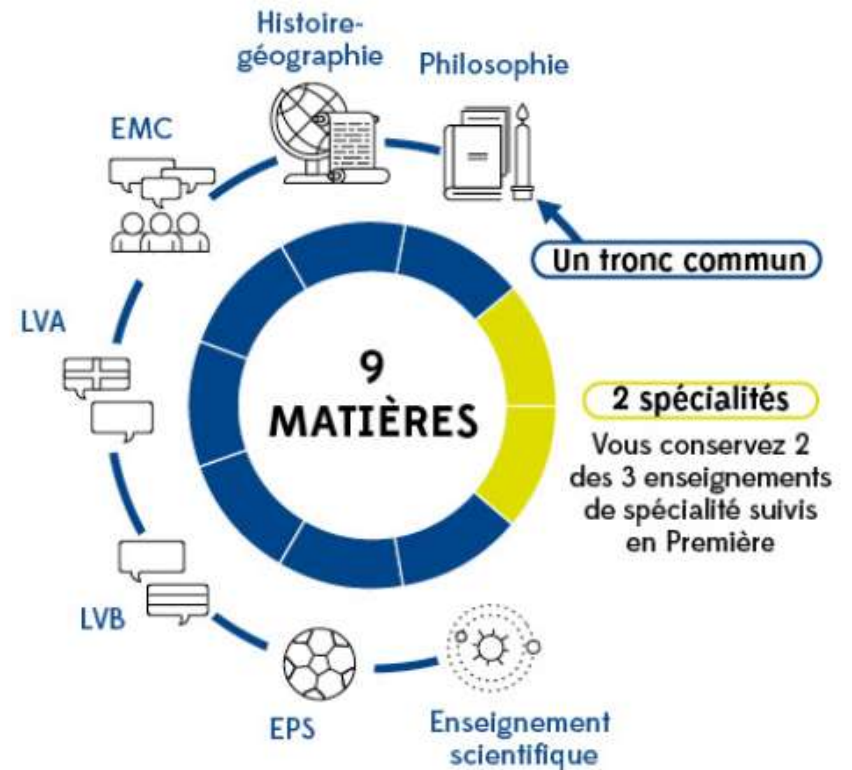 Histoire-
géographie
Philosophie
EMC
Un tronc commun
LVA
9
MATIÈRES
2 spécialités
Vous conservez 2
des 3 enseignements
de spécialité suivis
en Première
LVB
EPS
Enseignement
scientifique